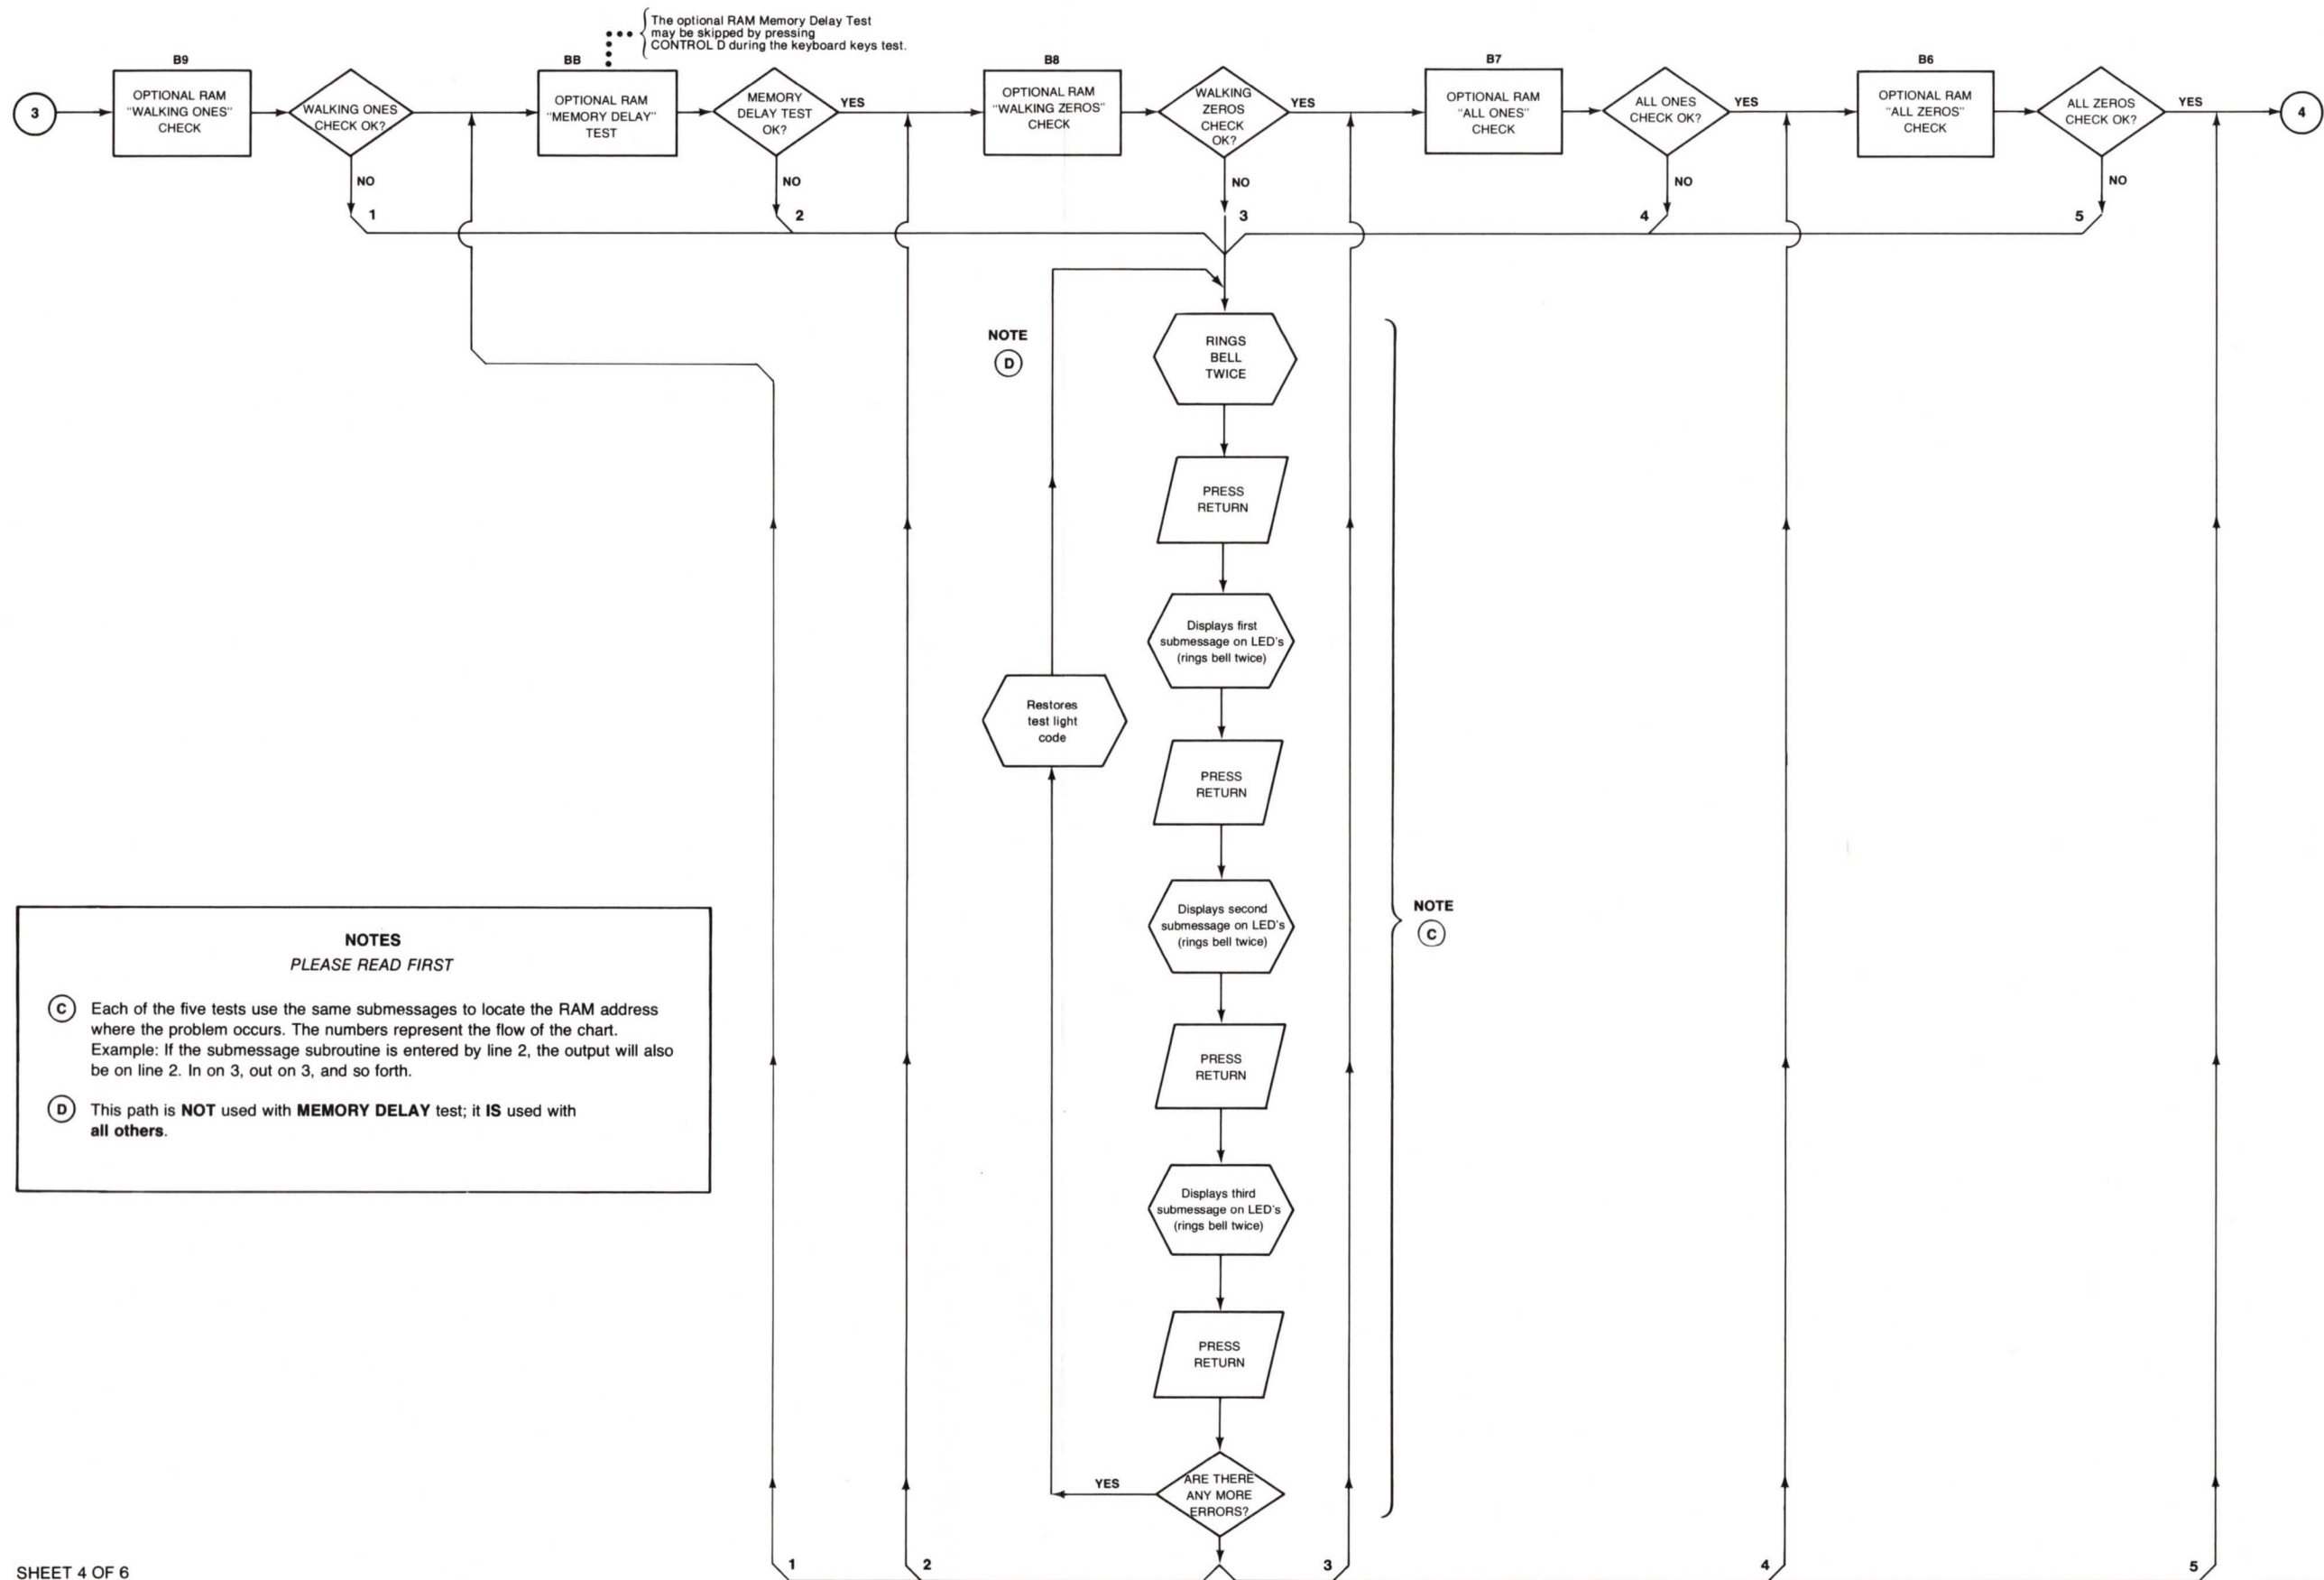 The optional RAM Memory Delay Test
may be skipped by pressing
CONTROL D during the keyboard keys test.
3
B9
OPTIONAL RAM
"WALKING ONES"
CHECK
WALKING ONES
CHECK OK?
NO
1
BB
OPTIONAL RAM
"MEMORY DELAY"
TEST
MEMORY
DELAY TEST
OK?
YES
NO
2
B8
OPTIONAL RAM
"WALKING ZEROS"
CHECK
WALKING
ZEROS
CHECK
OK?
YES
NO
3
B7
OPTIONAL RAM
"ALL ONES"
CHECK
ALL ONES
CHECK OK?
YES
NO
4
B6
OPTIONAL RAM
"ALL ZEROS"
CHECK
ALL ZEROS
CHECK OK?
YES
NO
5
4
NOTE
D
RINGS
BELL
TWICE
PRESS
RETURN
Displays first
submessage on LED's
(rings bell twice)
Restores
test light
code
PRESS
RETURN
Displays second
submessage on LED's
(rings bell twice)
NOTE
C
PRESS
RETURN
Displays third
submessage on LED's
(rings bell twice)
PRESS
RETURN
ARE THERE
ANY MORE
ERRORS?
YES
NOTES
PLEASE READ FIRST
C Each of the five tests use the same submessages to locate the RAM address
where the problem occurs. The numbers represent the flow of the chart.
Example: If the submessage subroutine is entered by line 2, the output will also
be on line 2. In on 3, out on 3, and so forth.
D This path is NOT used with MEMORY DELAY test; it IS used with
all others.
1
2
3
4
5
SHEET 4 OF 6